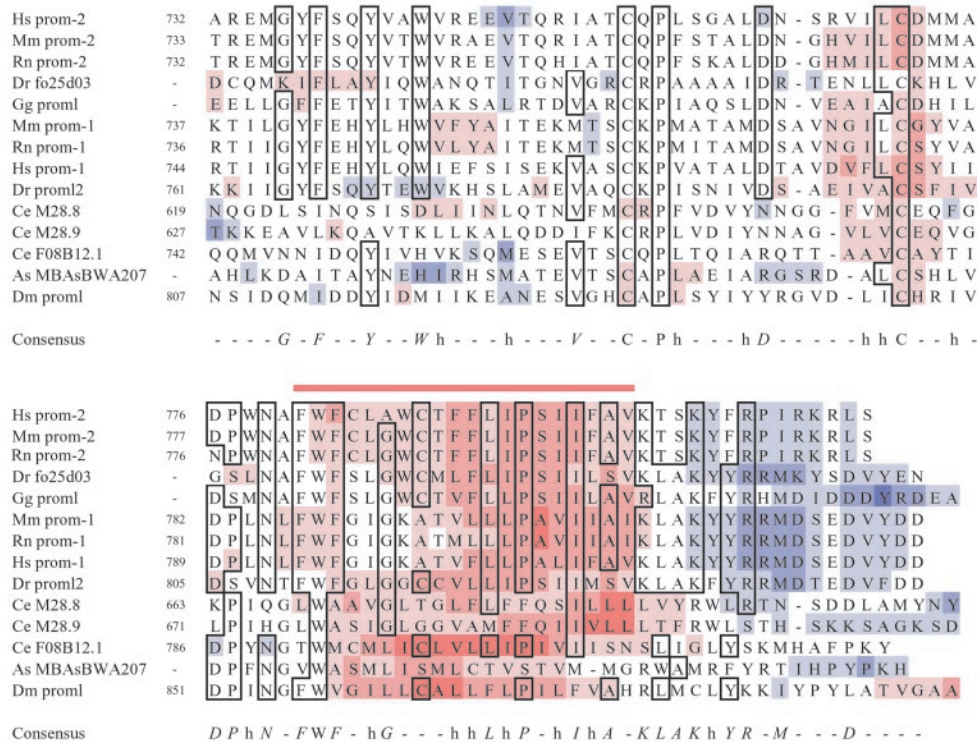 Hs prom-2 732 A R E M G Y F S Q Y V A W V R E E V T Q R I A T C Q P L S G A L D N - S R V I L C D M M A
Mm prom-2 733 T R E M G Y F S Q Y V T W V R A E V T Q R I A T C Q P F S T A L D N - G H V I L C D M M A
Rn prom-2 732 T R E M G Y F S Q Y V T W V R E E V T Q H I A T C Q P F S T A L D N - G H M I L C D M M A
Dr fo25d03 - D C Q M K I F L A Y I Q W A N Q T I T G N V G R C R P A A A A I D R - T E N L L C K H L V
Gg proml - E E L L G F F E T Y I T W A K S A L R T D V A R C K P I A Q S L D N - V E A I A C D H I L
Mm prom-1 737 K T I L G Y F E H Y L H W V F Y A I T E K M T S C K P M A T A M D S A V N G I L C G Y V A
Rn prom-1 736 R T I I G Y F E H Y L Q W V L Y A I T E K M T S C K P M I T A M D S A V N G I L C S Y V A
Hs prom-1 744 R T I I G Y F E H Y L Q W I E F S I S E K V A S C K P V A T A L D T A V D V F L C S Y I I
Dr proml2 761 K K I I G Y F S Q Y T E W V K H S L A M E V A Q C K P I S N I V D S - A E I V A C S F I V
Ce M28.8 619 N Q G D L S I N Q S I S D L I I N L Q T N V F M C R P F V D V Y N N G G - F V M C E Q F G
Ce M28.9 627 T K K E A V L K Q A V T K L L K A L Q D D I F K C R P L V D T W N A G - V L V C E Q V G
Ce F08B12.1 742 Q Q M V N N I D Q Y I V H V K S Q M E S E V T S C T P L T Q I A R Q T T - A A V C A Y T I
As MBAsBWA207 - A H L K D A I T A Y N E H I R H S M A T E V T S C A P L A E I A R G S R D - A L C S H L V
Dm proml 807 N S I D Q M I D D Y I D M I I K E A N E S V G H C A P L S Y I Y Y R G V D - L I C H R I V
Consensus - - - - G - F - - Y - - W h - - - h - - - V - - C - P h - - - h D - - - - h h C - - h -
Hs prom-2 776 D P W N A F W F C L A W C T F F L I P S I I F A V K T S K Y F R P I R K R L S
Mm prom-2 777 D P W N A F W F C L G W C T F F L I P S I I F A V K T S K Y F R P I R K R L S
Rn prom-2 776 N P W N A F W F C L G W C T F F L I P S I I F A V K T S K Y F R P I R K R L S
Dr fo25d03 - G S L N A F W F S L G W C M L F L I P S I I L S V K L A K Y Y R R M K Y S D V Y E N
Gg proml - D S M N A F W F S L G W C T V F L L P S I I L A V R L A K F Y R H M D I D D D Y R D E A
Mm prom-1 782 D P L N L F W F G I G K A T V L L L P A V I I A I K L A K Y Y R R M D S E D V Y D D
Rn prom-1 781 D P L N L F W F G I G K A T M L L L P A V I I A I K L A K Y Y R R M D S E D V Y D D
Hs prom-1 789 D P L N L F W F G I G K A T V F L L P A L I F A V K L A K Y Y R R M D S E D V Y D D
Dr proml2 805 D S V N T F W F G L G G C C V L L L P S I I M S V K L A K F Y R R M D T E D V F D D
Ce M28.8 663 K P I Q G L W A A V G L T G L F L F F Q S I L L L L V Y R W L R T N - S D D L A M Y N Y
Ce M28.9 671 L P I H G L W A S I G L G G V A M F F Q I I V L L L T F R W L S T H - S K K S A G K S D
Ce F08B12.1 786 D P Y N G T W M C M L I C L V L L I P I V I I S N S L I G L Y S K M H A F P K Y
As MBAsBWA207 - D P F N G V W A S M L I S M L C T V S T V M - M G R W A M R F Y R T I H P Y P K H
Dm proml 851 D P I N G F W V G I L L C A L L F L P I L F V A H R L M C L Y K K I Y P Y L A T V G A A
Consensus D P h N - F W F - h G - - - h h L h P - h I h A - K L A K h Y R - M - - D - - - -